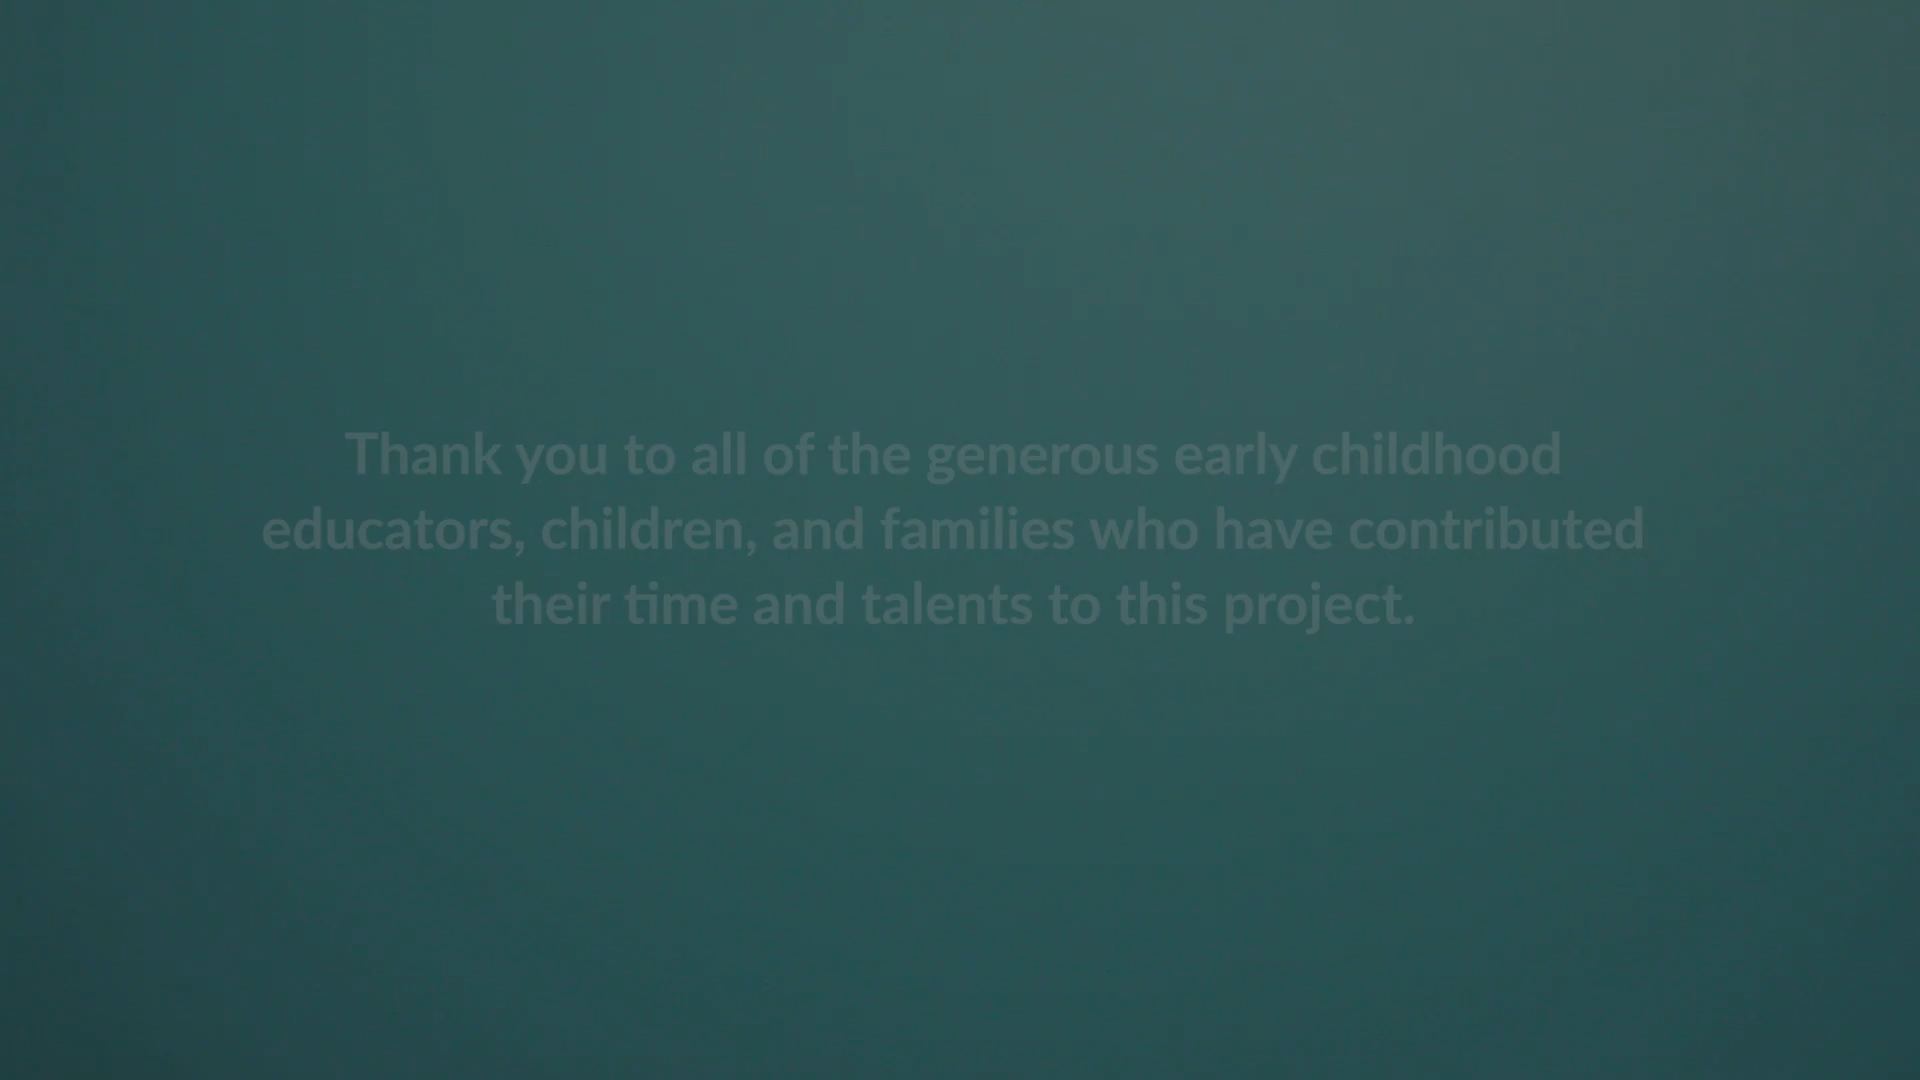 Thank you to all of the generous early childhood
educators, children, and families who have contributed
their time and talents to this project.